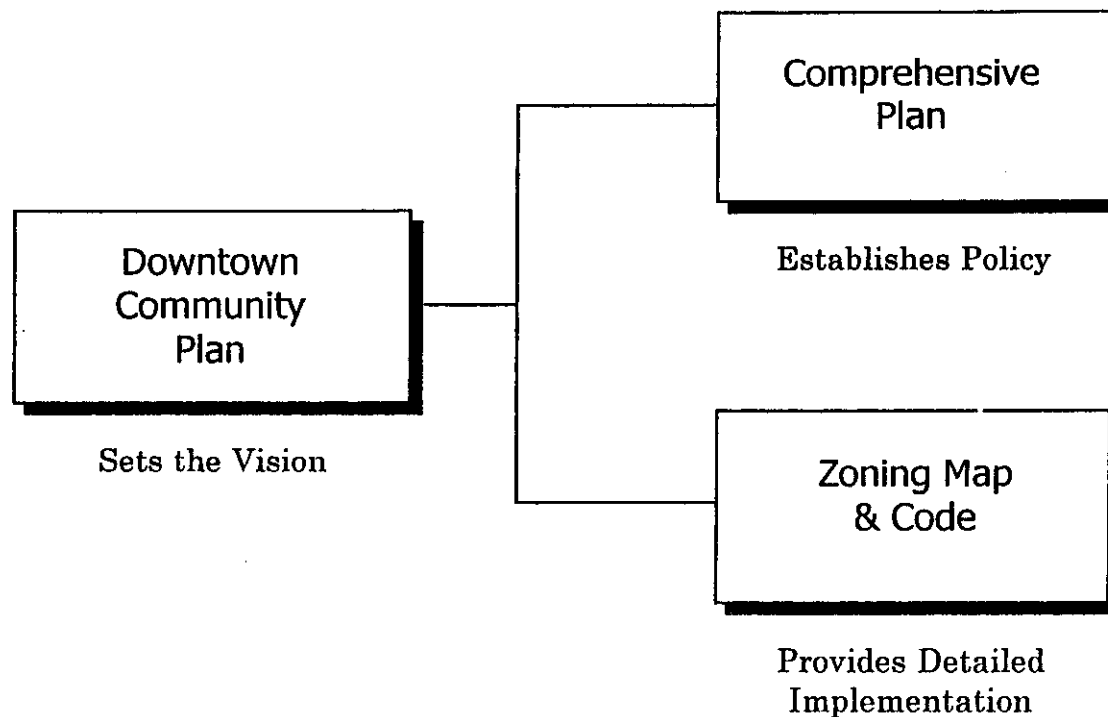 Downtown
Community
Plan
Sets the Vision
Comprehensive
Plan
Establishes Policy
Zoning Map
& Code
Provides Detailed
Implementation